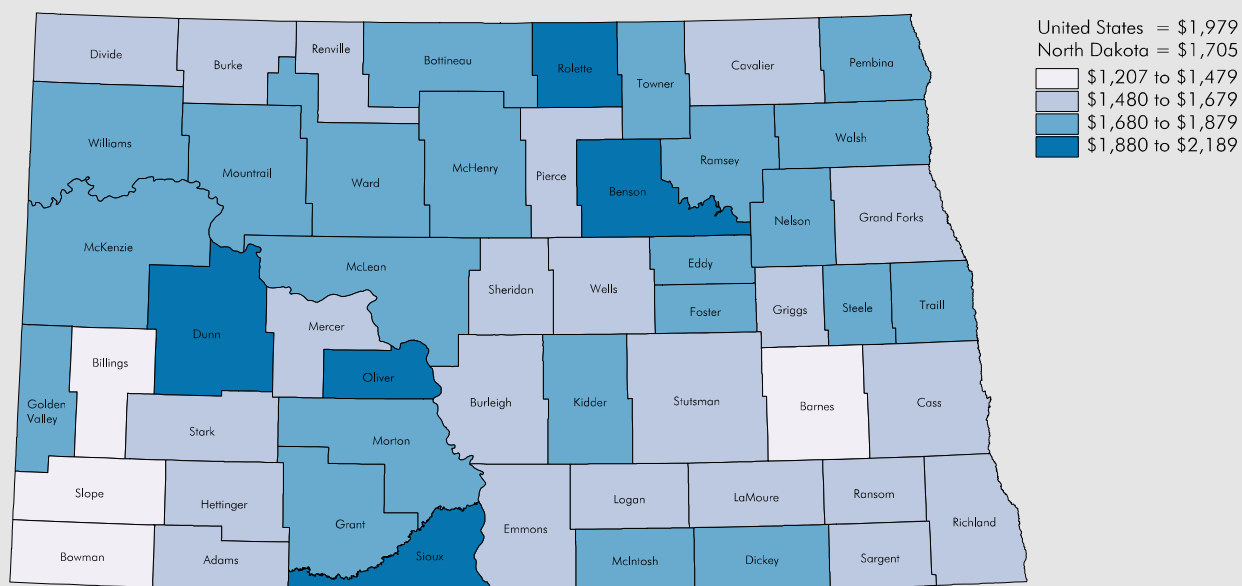 United States = $1,979
North Dakota = $1,705
$1,207 to $1,479
$1,480 to $1,679
$1,680 to $1,879
$1,880 to $2,189
Divide
Burke
Renville
Bottineau
Rolette
Towner
Cavalier
Pembina
Williams
Mountrail
Ward
McHenry
Pierce
Benson
Ramsey
Walsh
McKenzie
Nelson
Grand Forks
McLean
Sheridan
Wells
Eddy
Foster
Griggs
Steele
Traill
Dunn
Mercer
Oliver
Billings
Golden
Valley
Stark
Morton
Burleigh
Kidder
Stutsman
Barnes
Cass
Slope
Hettinger
Grant
Emmons
Logan
LaMoure
Ransom
Richland
Bowman
Adams
Sioux
McIntosh
Dickey
Sargent